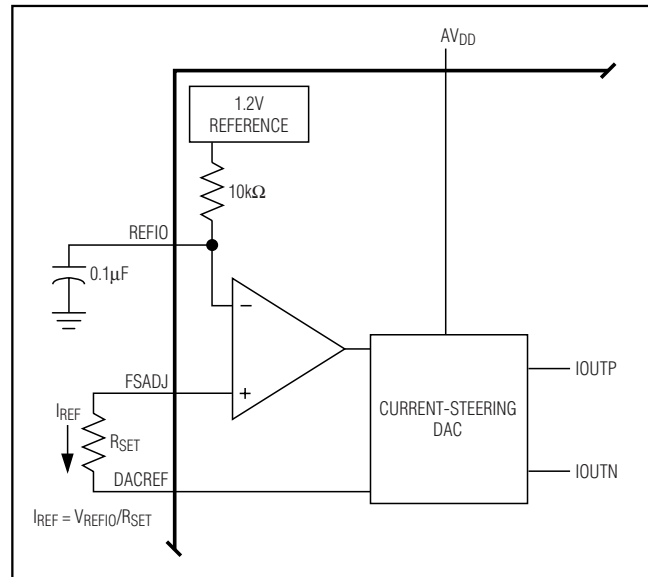 AVDD
1.2V
REFERENCE
10kΩ
REFIO
0.1µF
−
+
FSADJ
IREF
RSET
DACREF
CURRENT-STEERING
DAC
IOUTP
IOUTN
IREF = VREFIO/RSET